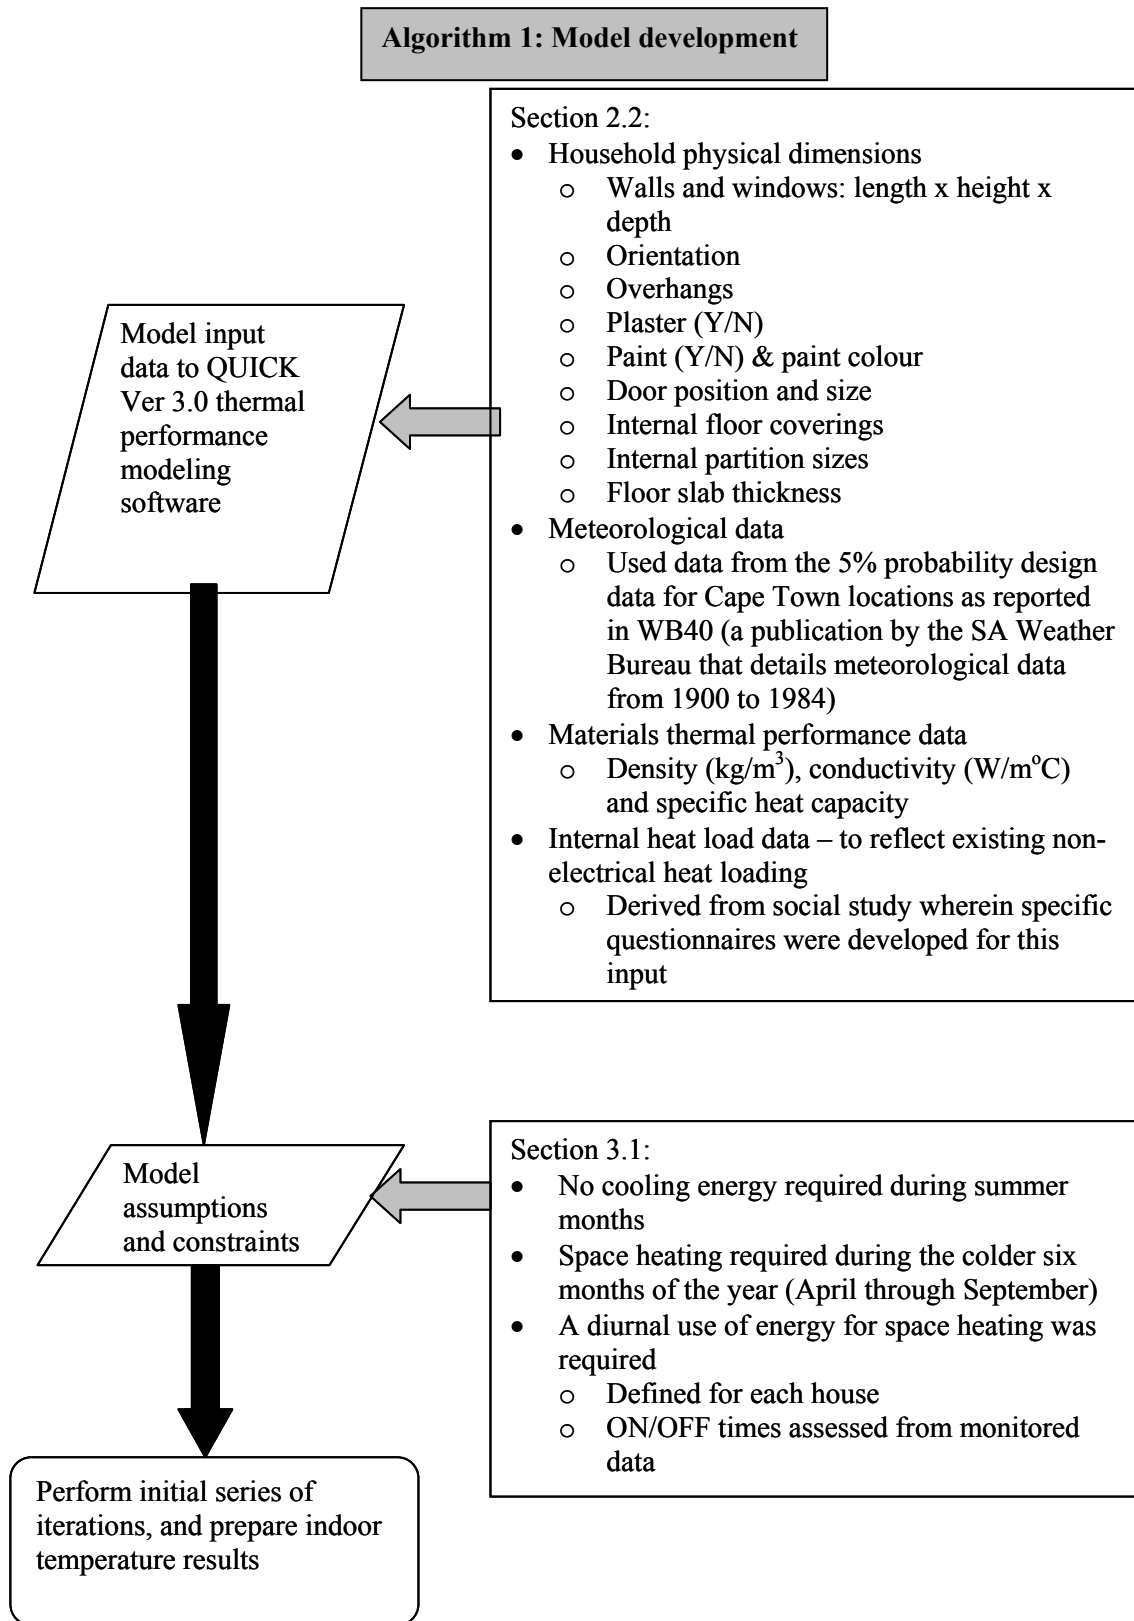 Algorithm 1: Model development
Section 2.2:
• Household physical dimensions
o Walls and windows: length x height x
depth
o Orientation
o Overhangs
o Plaster (Y/N)
o Paint (Y/N) & paint colour
o Door position and size
o Internal floor coverings
o Internal partition sizes
o Floor slab thickness
• Meteorological data
o Used data from the 5% probability design
data for Cape Town locations as reported
in WB40 (a publication by the SA Weather
Bureau that details meteorological data
from 1900 to 1984)
• Materials thermal performance data
o Density (kg/m³), conductivity (W/m°C)
and specific heat capacity
• Internal heat load data – to reflect existing non-
electrical heat loading
o Derived from social study wherein specific
questionnaires were developed for this
input
Model input
data to QUICK
Ver 3.0 thermal
performance
modeling
software
Section 3.1:
• No cooling energy required during summer
months
• Space heating required during the colder six
months of the year (April through September)
• A diurnal use of energy for space heating was
required
o Defined for each house
o ON/OFF times assessed from monitored
data
Model
assumptions
and constraints
Perform initial series of
iterations, and prepare indoor
temperature results